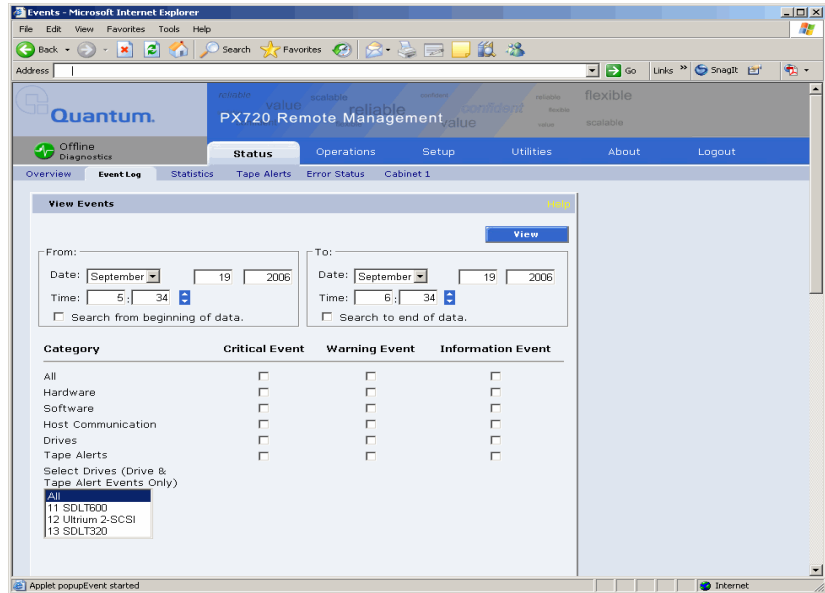 Events - Microsoft Internet Explorer
File Edit View Favorites Tools Help
Back Search Favorites
Address Go Links » SnagIt
Quantum. PX720 Remote Management
value scalable reliable confident value reliable flexible
scalable
Offline
Diagnostics
Status Operations Setup Utilities About Logout
Overview Event Log Statistics Tape Alerts Error Status Cabinet 1
View Events Help
View
From: To:
Date: September 19 2006 Date: September 19 2006
Time: 5 : 34 Time: 6 : 34
Search from beginning of data. Search to end of data.
Category Critical Event Warning Event Information Event
All
Hardware
Software
Host Communication
Drives
Tape Alerts
Select Drives (Drive &
Tape Alert Events Only)
All
11 SDLT600
12 Ultrium 2-SCSI
13 SDLT320
Applet popupEvent started Internet